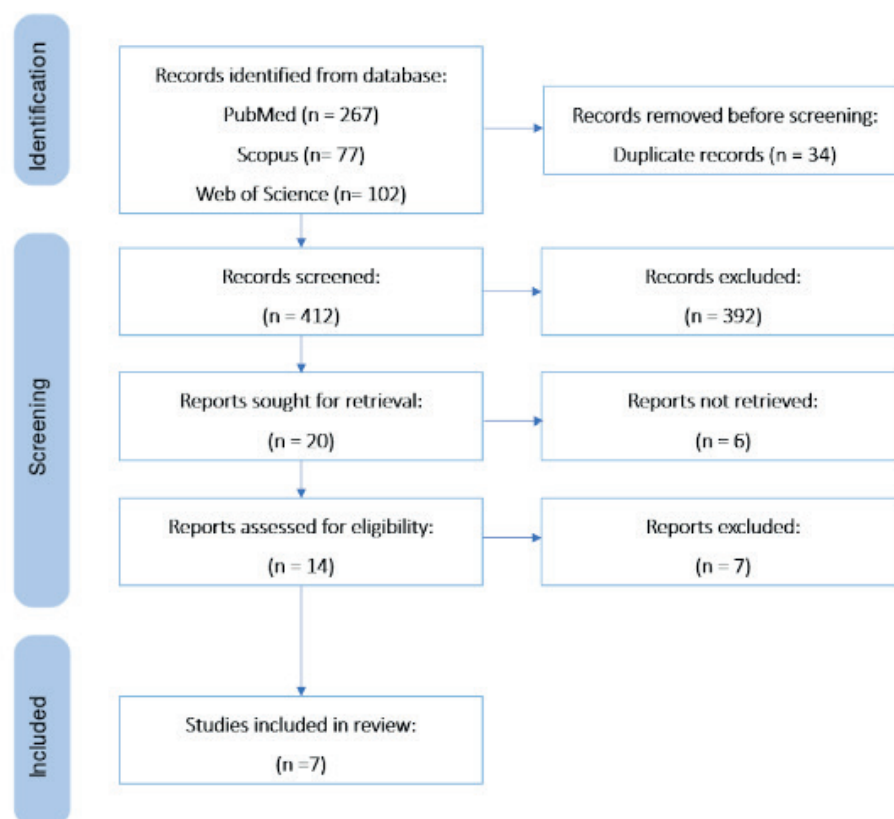 Identification
Records identified from database:
PubMed (n = 267)
Scopus (n= 77)
Web of Science (n= 102)
Records removed before screening:
Duplicate records (n = 34)
Screening
Records screened:
(n = 412)
Records excluded:
(n = 392)
Reports sought for retrieval:
(n = 20)
Reports not retrieved:
(n = 6)
Reports assessed for eligibility:
(n = 14)
Reports excluded:
(n = 7)
Included
Studies included in review:
(n =7)